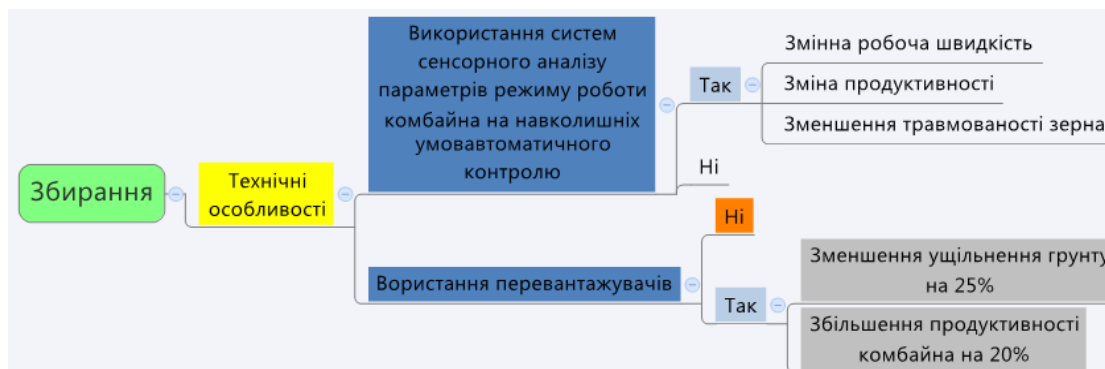 Збирання
Технічні
особливості
Використання систем
сенсорного аналізу
параметрів режиму роботи
комбайна на навколишніх
умовавтоматичного
контролю
Так
Змінна робоча швидкість
Зміна продуктивності
Зменшення травмованості зерна
Ні
Вористання перевантажувачів
Ні
Так
Зменшення ущільнення грунту
на 25%
Збільшення продуктивності
комбайна на 20%